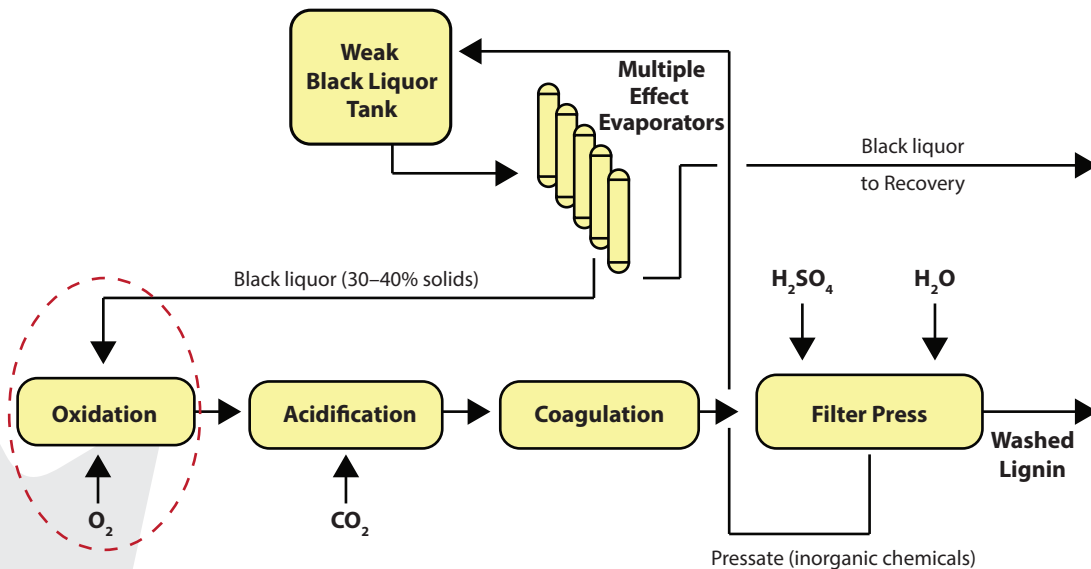 Weak
Black Liquor
Tank
Multiple
Effect
Evaporators
Black liquor
to Recovery
Black liquor (30–40% solids)
H₂SO₄
H₂O
Oxidation
Acidification
Coagulation
Filter Press
Washed
Lignin
O₂
CO₂
Pressate (inorganic chemicals)